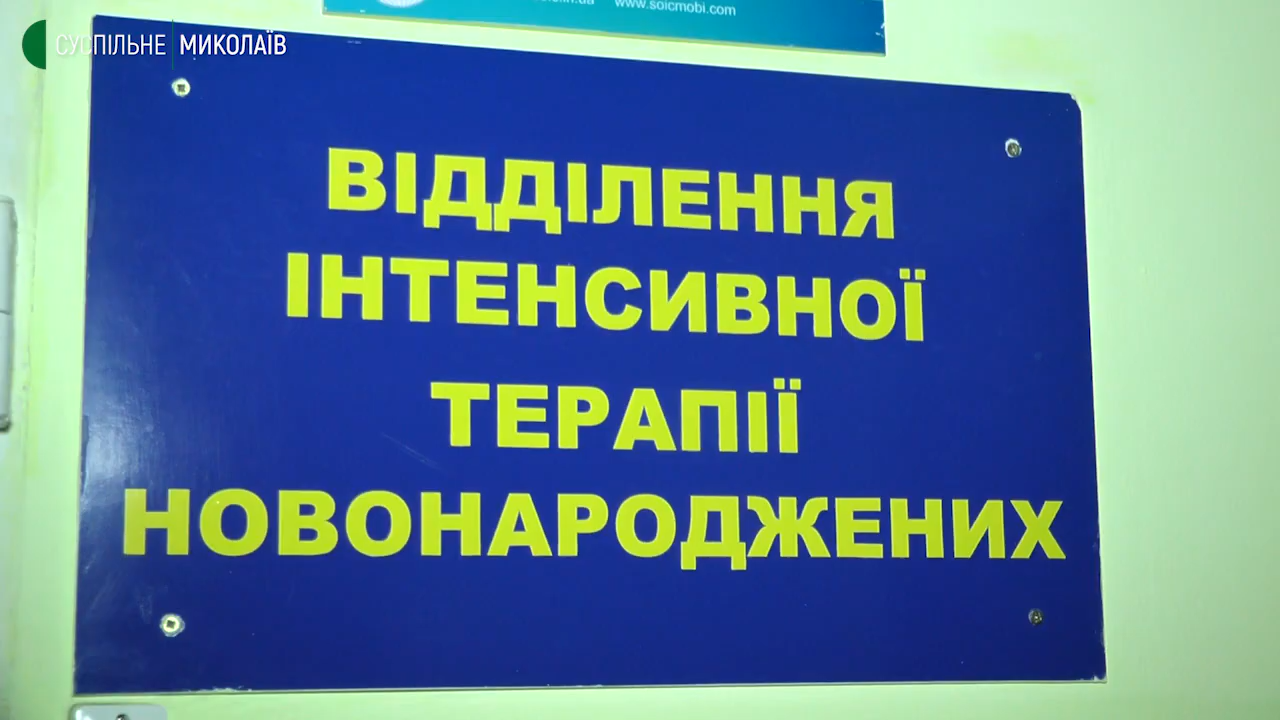 www.soicmobi.com
СУСПІЛЬНЕ МИКОЛАЇВ
ВІДДІЛЕННЯ
ІНТЕНСИВНОЇ
ТЕРАПІЇ
НОВОНАРОДЖЕНИХ